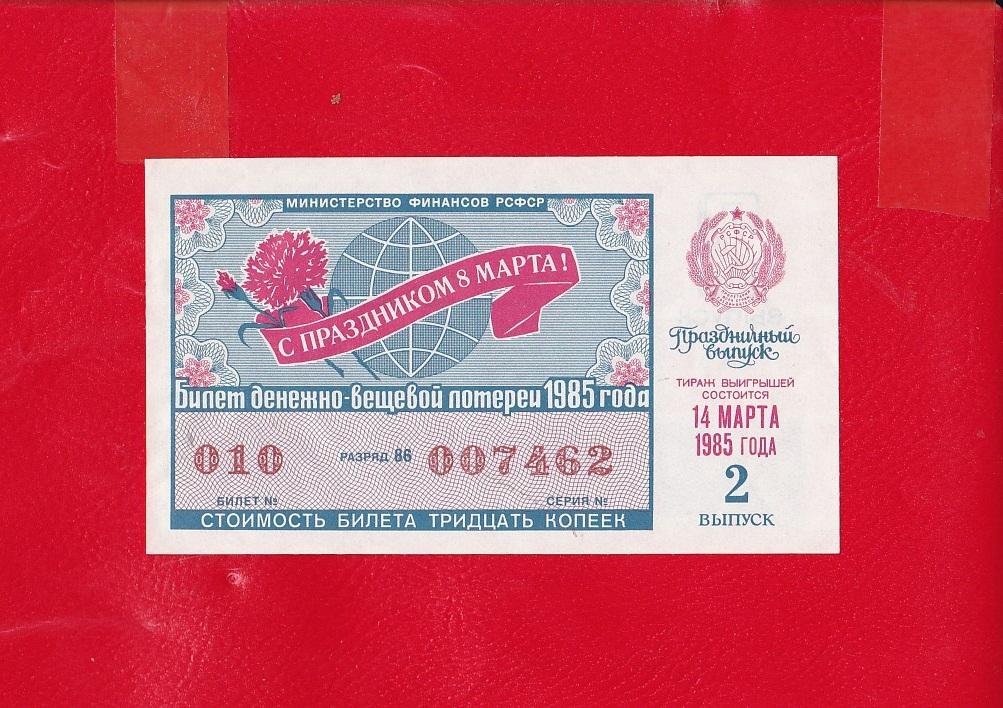 МИНИСТЕРСТВО ФИНАНСОВ РСФСР
С ПРАЗДНИКОМ 8 МАРТА!
Билет денежно-вещевой лотереи 1985 года
010 РАЗРЯД 86 007462
БИЛЕТ № СЕРИЯ №
СТОИМОСТЬ БИЛЕТА ТРИДЦАТЬ КОПЕЕК
РСФСР
Праздничный
выпуск
ТИРАЖ ВЫИГРЫШЕЙ
СОСТОИТСЯ
14 МАРТА
1985 ГОДА
2
ВЫПУСК